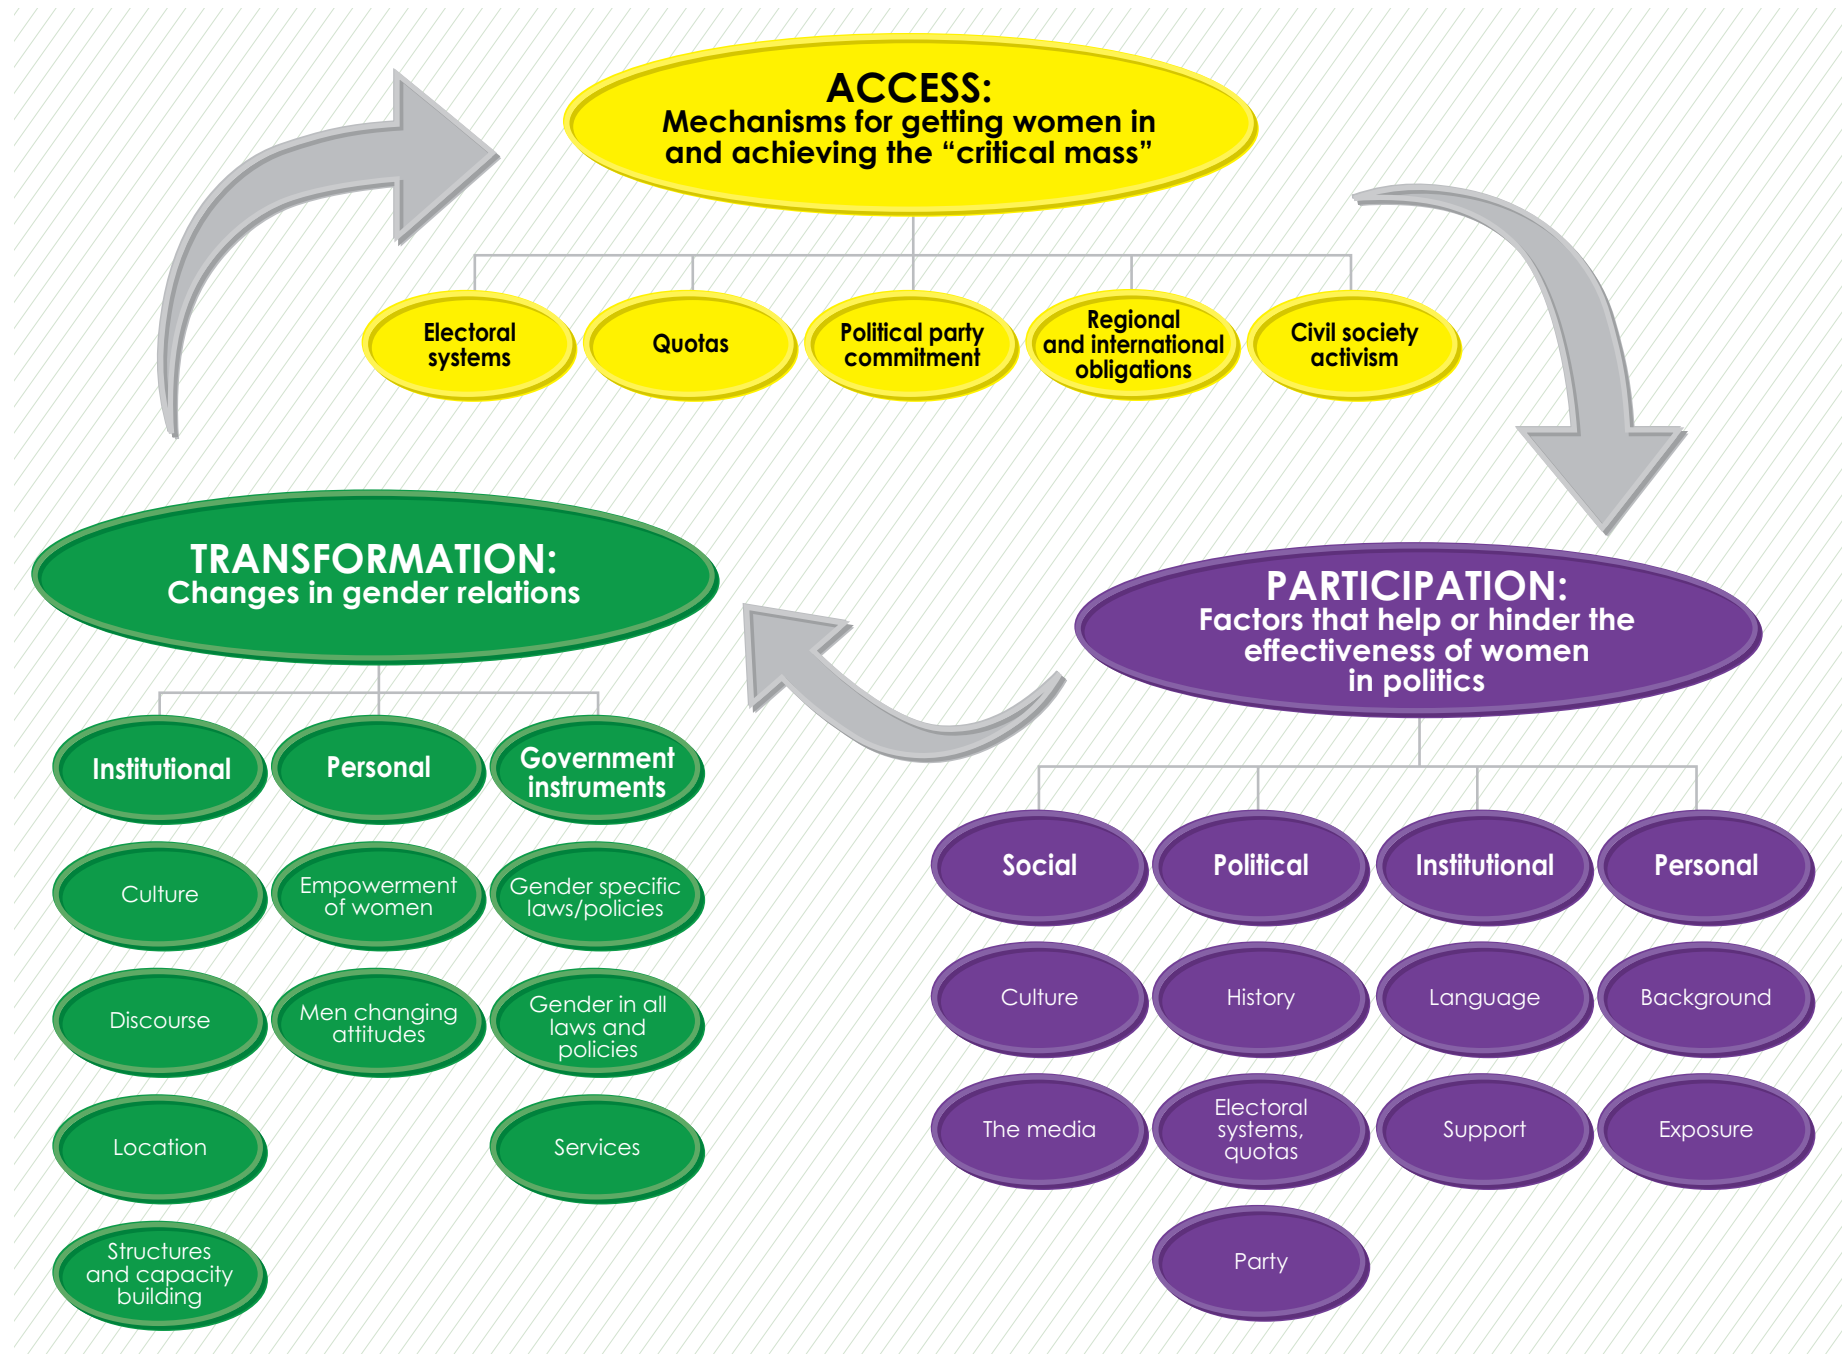 ACCESS:
Mechanisms for getting women in
and achieving the “critical mass”
Electoral
systems
Quotas
Political party
commitment
Regional
and international
obligations
Civil society
activism
TRANSFORMATION:
Changes in gender relations
Institutional
Personal
Government
instruments
Culture
Empowerment
of women
Gender specific
laws/policies
Discourse
Men changing
attitudes
Gender in all
laws and
policies
Location
Services
Structures
and capacity
building
PARTICIPATION:
Factors that help or hinder the
effectiveness of women
in politics
Social
Political
Institutional
Personal
Culture
History
Language
Background
The media
Electoral
systems,
quotas
Support
Exposure
Party